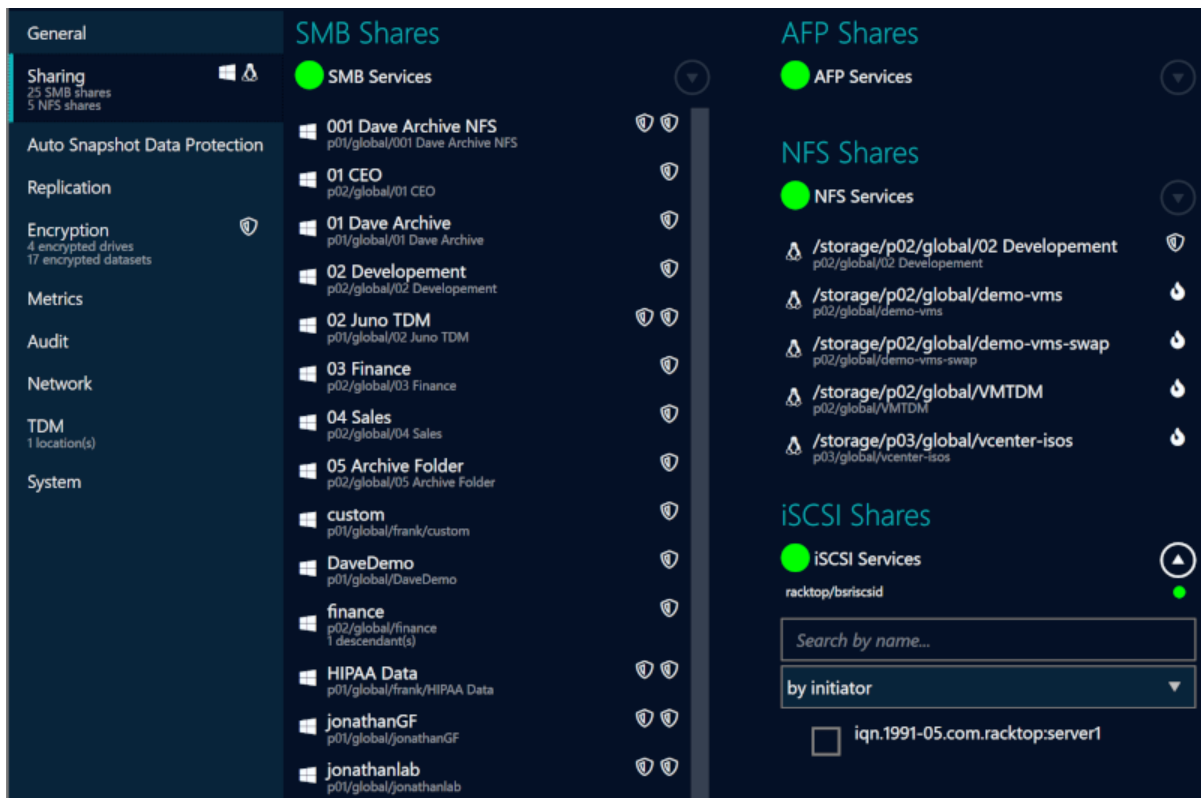 General
Sharing
25 SMB shares
5 NFS shares
Auto Snapshot Data Protection
Replication
Encryption
4 encrypted drives
17 encrypted datasets
Metrics
Audit
Network
TDM
1 location(s)
System
SMB Shares
SMB Services
001 Dave Archive NFS
p01/global/001 Dave Archive NFS
01 CEO
p02/global/01 CEO
01 Dave Archive
p01/global/01 Dave Archive
02 Developement
p02/global/02 Developement
02 Juno TDM
p01/global/02 Juno TDM
03 Finance
p02/global/03 Finance
04 Sales
p02/global/04 Sales
05 Archive Folder
p02/global/05 Archive Folder
custom
p01/global/frank/custom
DaveDemo
p01/global/DaveDemo
finance
p02/global/finance
1 descendant(s)
HIPAA Data
p01/global/frank/HIPAA Data
jonathanGF
p01/global/jonathanGF
jonathanlab
p01/global/jonathanlab
AFP Shares
AFP Services
NFS Shares
NFS Services
/storage/p02/global/02 Developement
p02/global/02 Developement
/storage/p02/global/demo-vms
p02/global/demo-vms
/storage/p02/global/demo-vms-swap
p02/global/demo-vms-swap
/storage/p02/global/VMTDM
p02/global/VMTDM
/storage/p03/global/vcenter-isos
p03/global/vcenter-isos
iSCSI Shares
iSCSI Services
racktop/bsriscsid
Search by name...
by initiator
iqn.1991-05.com.racktop:server1